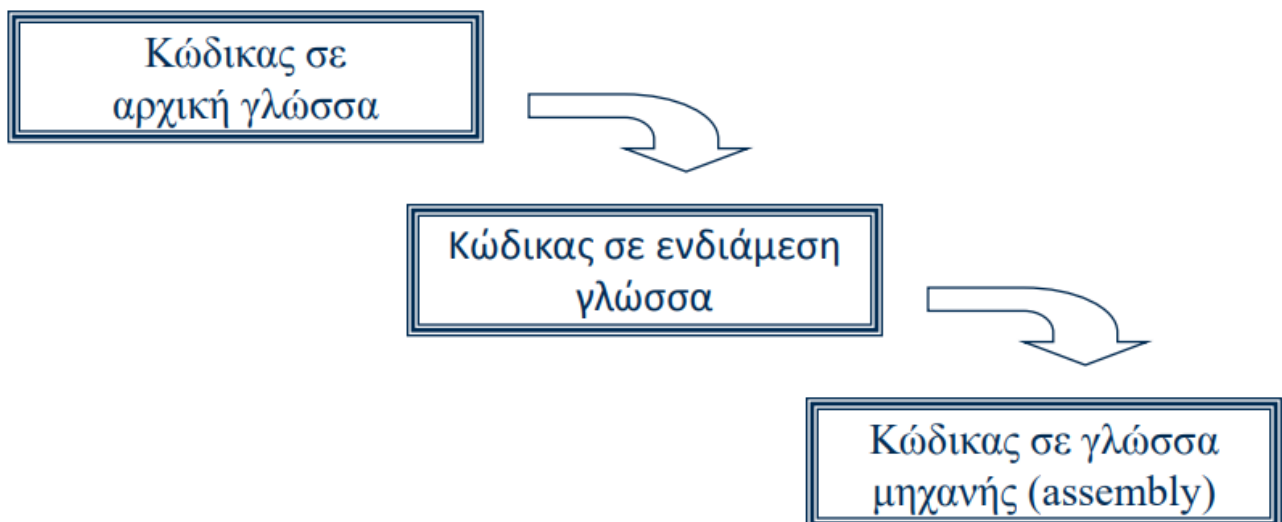 Κώδικας σε
αρχική γλώσσα
Κώδικας σε ενδιάμεση
γλώσσα
Κώδικας σε γλώσσα
μηχανής (assembly)